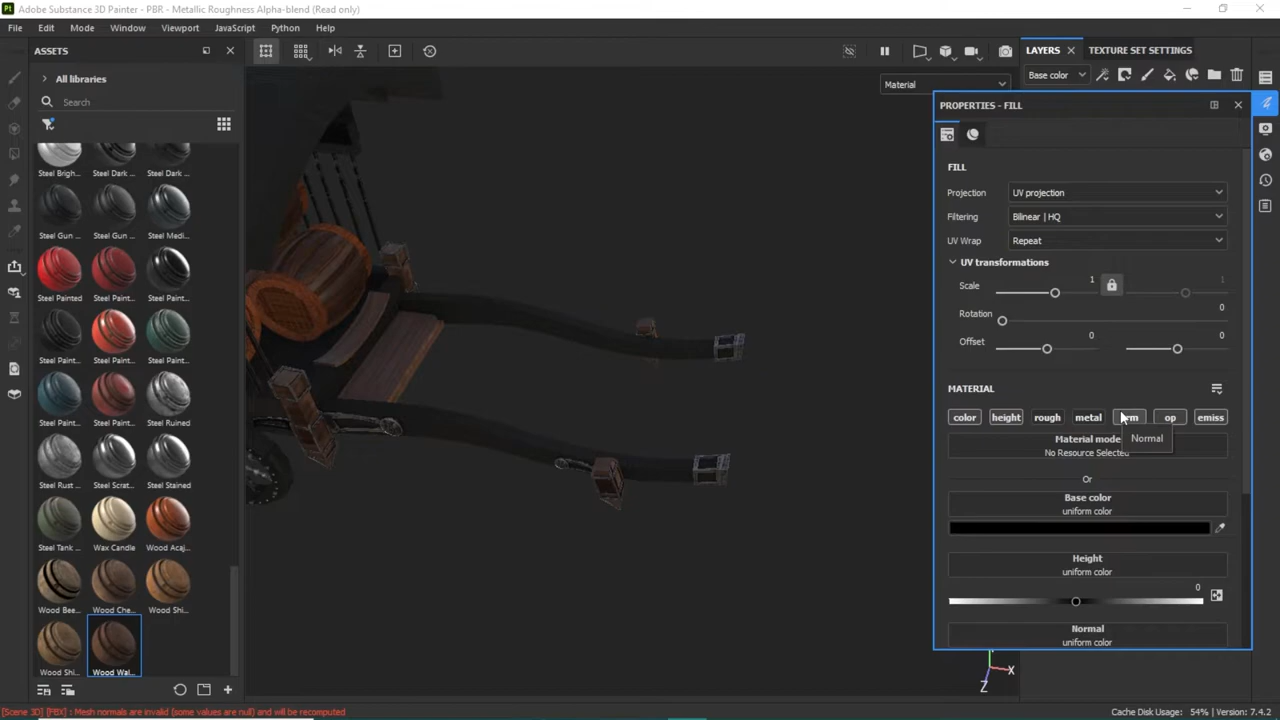 Adobe Substance 3D Painter - PBR - Metallic Roughness Alpha-blend (Read only)
File Edit Mode Window Viewport JavaScript Python Help
ASSETS
All libraries
Search
Steel Brigh... Steel Dark ... Steel Dark ...
Steel Gun ... Steel Gun ... Steel Medi...
Steel Painted Steel Paint... Steel Paint...
Steel Paint... Steel Paint... Steel Paint...
Steel Paint... Steel Paint... Steel Ruined
Steel Rust ... Steel Scrat... Steel Stained
Steel Tank ... Wax Candle Wood Acaj...
Wood Bee... Wood Che... Wood Shi...
Wood Shi... Wood Wal...
Material
LAYERS TEXTURE SET SETTINGS
Base color
PROPERTIES - FILL
FILL
Projection UV projection
Filtering Bilinear | HQ
UV Wrap Repeat
UV transformations
Scale 1 1
Rotation 0
Offset 0 0
MATERIAL
color height rough metal op emiss
Normal
Material mode
No Resource Selected
Or
Base color
uniform color
Height
uniform color
0
Normal
uniform color
X
Z
[Scene 3D] [FBX] : Mesh normals are invalid (some values are null) and will be recomputed
Cache Disk Usage: 54% | Version: 7.4.2